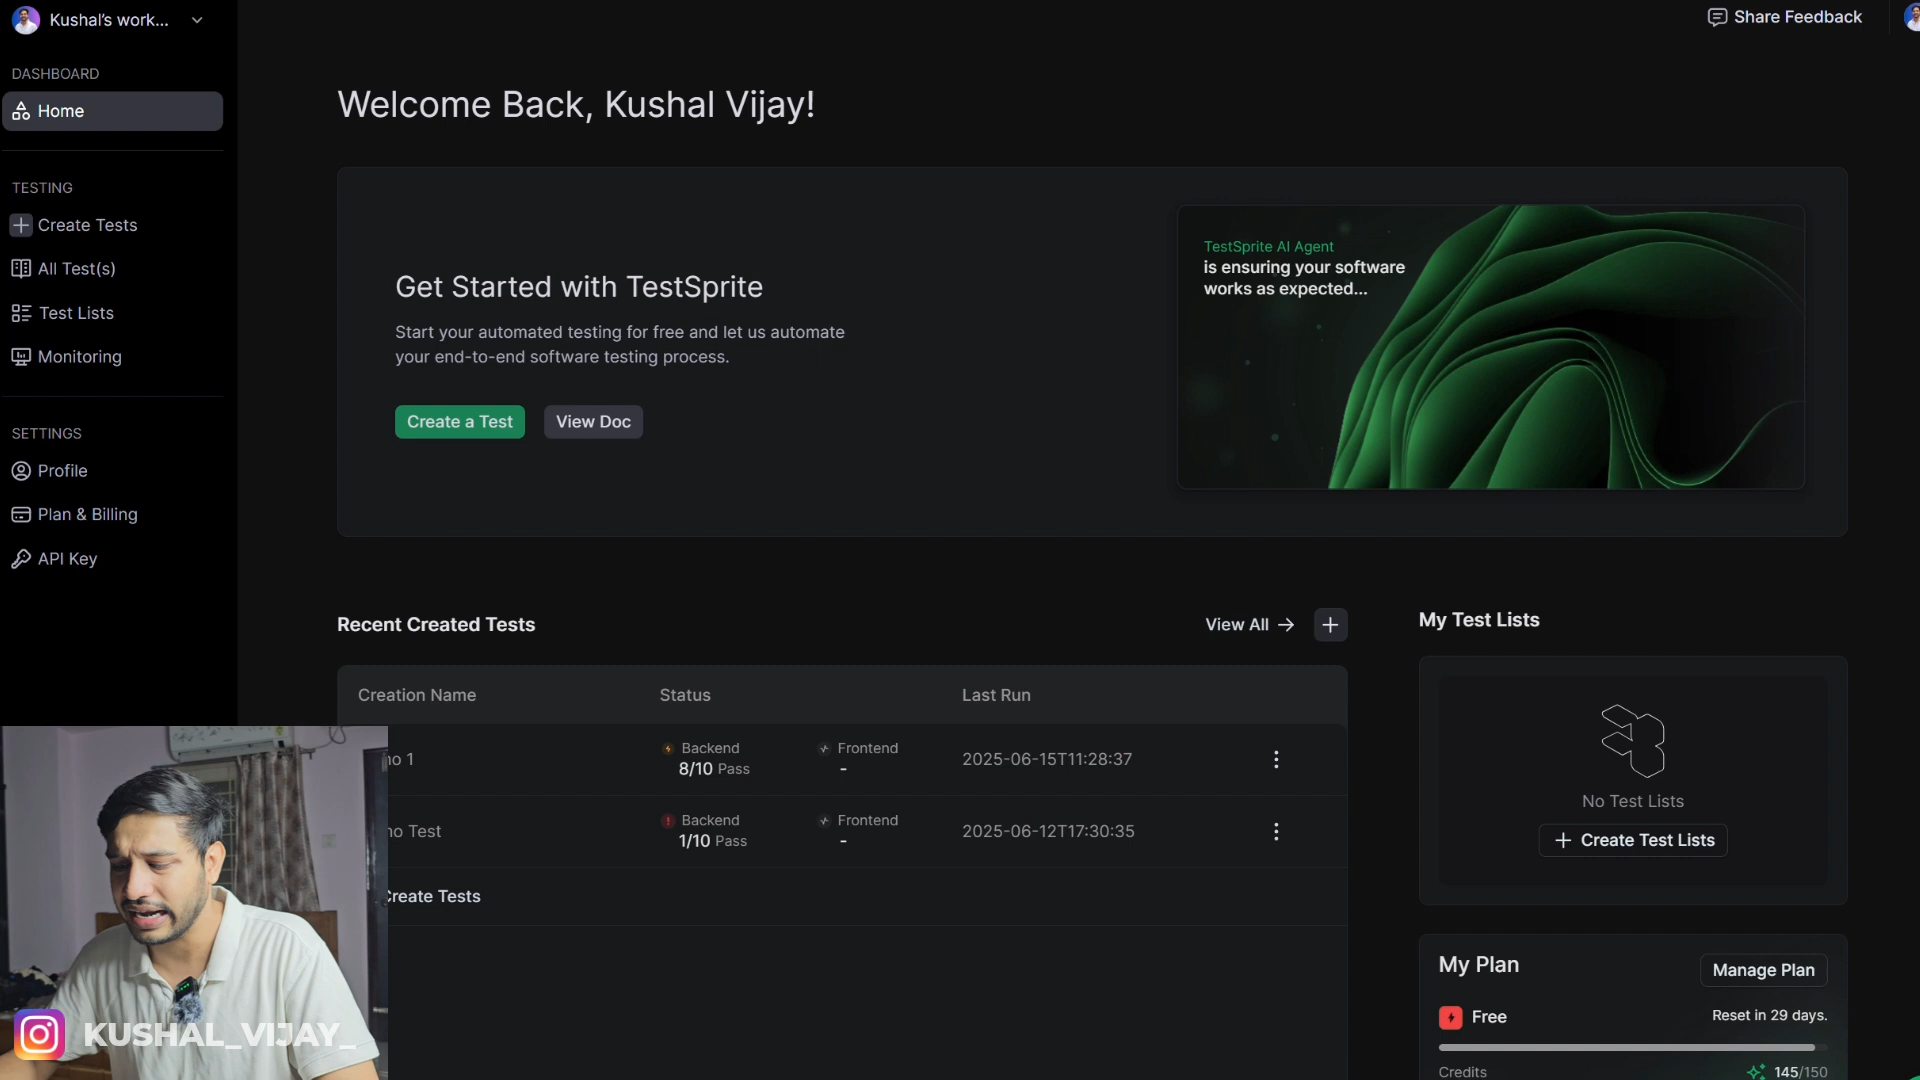 Kushal's work...
Share Feedback
DASHBOARD
Home
TESTING
Create Tests
All Test(s)
Test Lists
Monitoring
SETTINGS
Profile
Plan & Billing
API Key
Welcome Back, Kushal Vijay!
Get Started with TestSprite
Start your automated testing for free and let us automate
your end-to-end software testing process.
Create a Test
View Doc
TestSprite AI Agent
is ensuring your software
works as expected...
Recent Created Tests
View All
Creation Name Status Last Run
1 Backend 8/10 Pass Frontend - 2025-06-15T11:28:37
Test Backend 1/10 Pass Frontend - 2025-06-12T17:30:35
Create Tests
My Test Lists
No Test Lists
Create Test Lists
My Plan
Manage Plan
Free
Reset in 29 days.
Credits 145/150
KUSHAL_VIJAY_